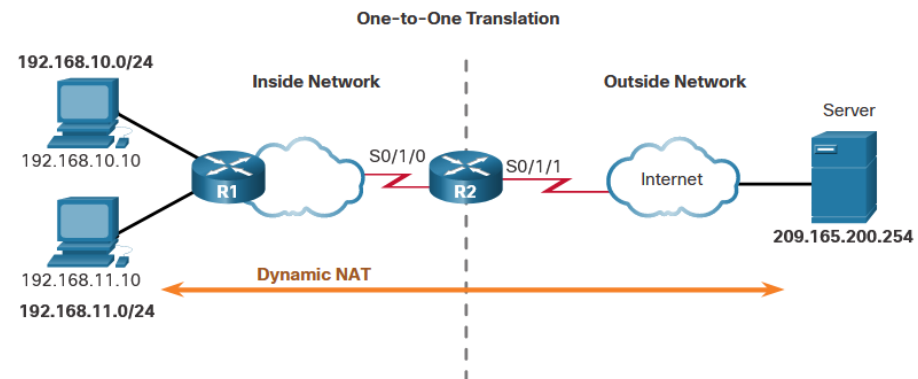 One-to-One Translation
192.168.10.0/24
Inside Network
Outside Network
Server
192.168.10.10
S0/1/0
S0/1/1
R1
R2
Internet
209.165.200.254
192.168.11.10
Dynamic NAT
192.168.11.0/24